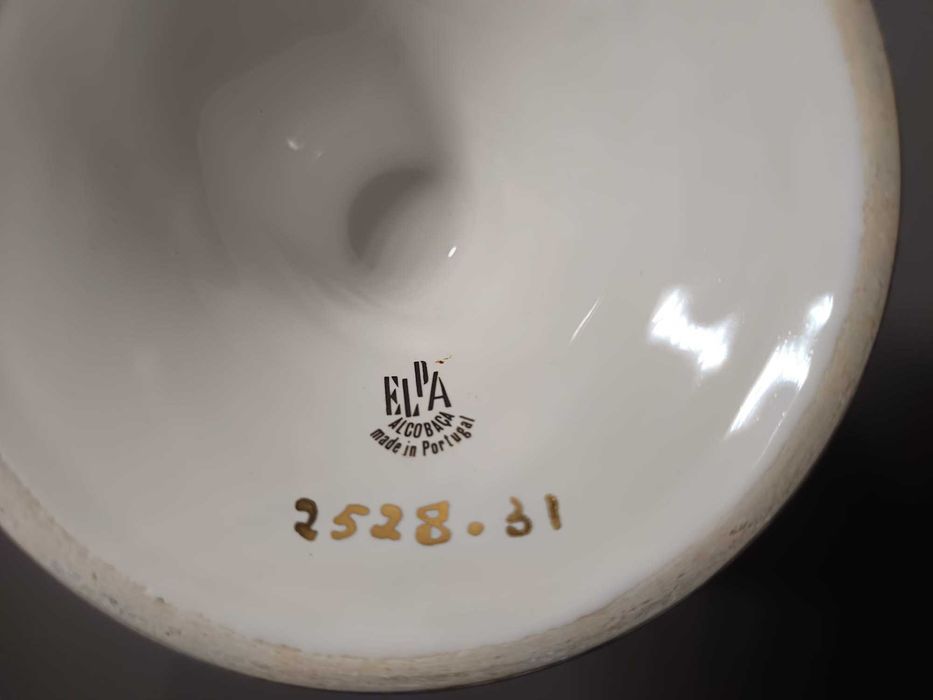 ELPA
ALCOBAÇA
made in Portugal
2528.31